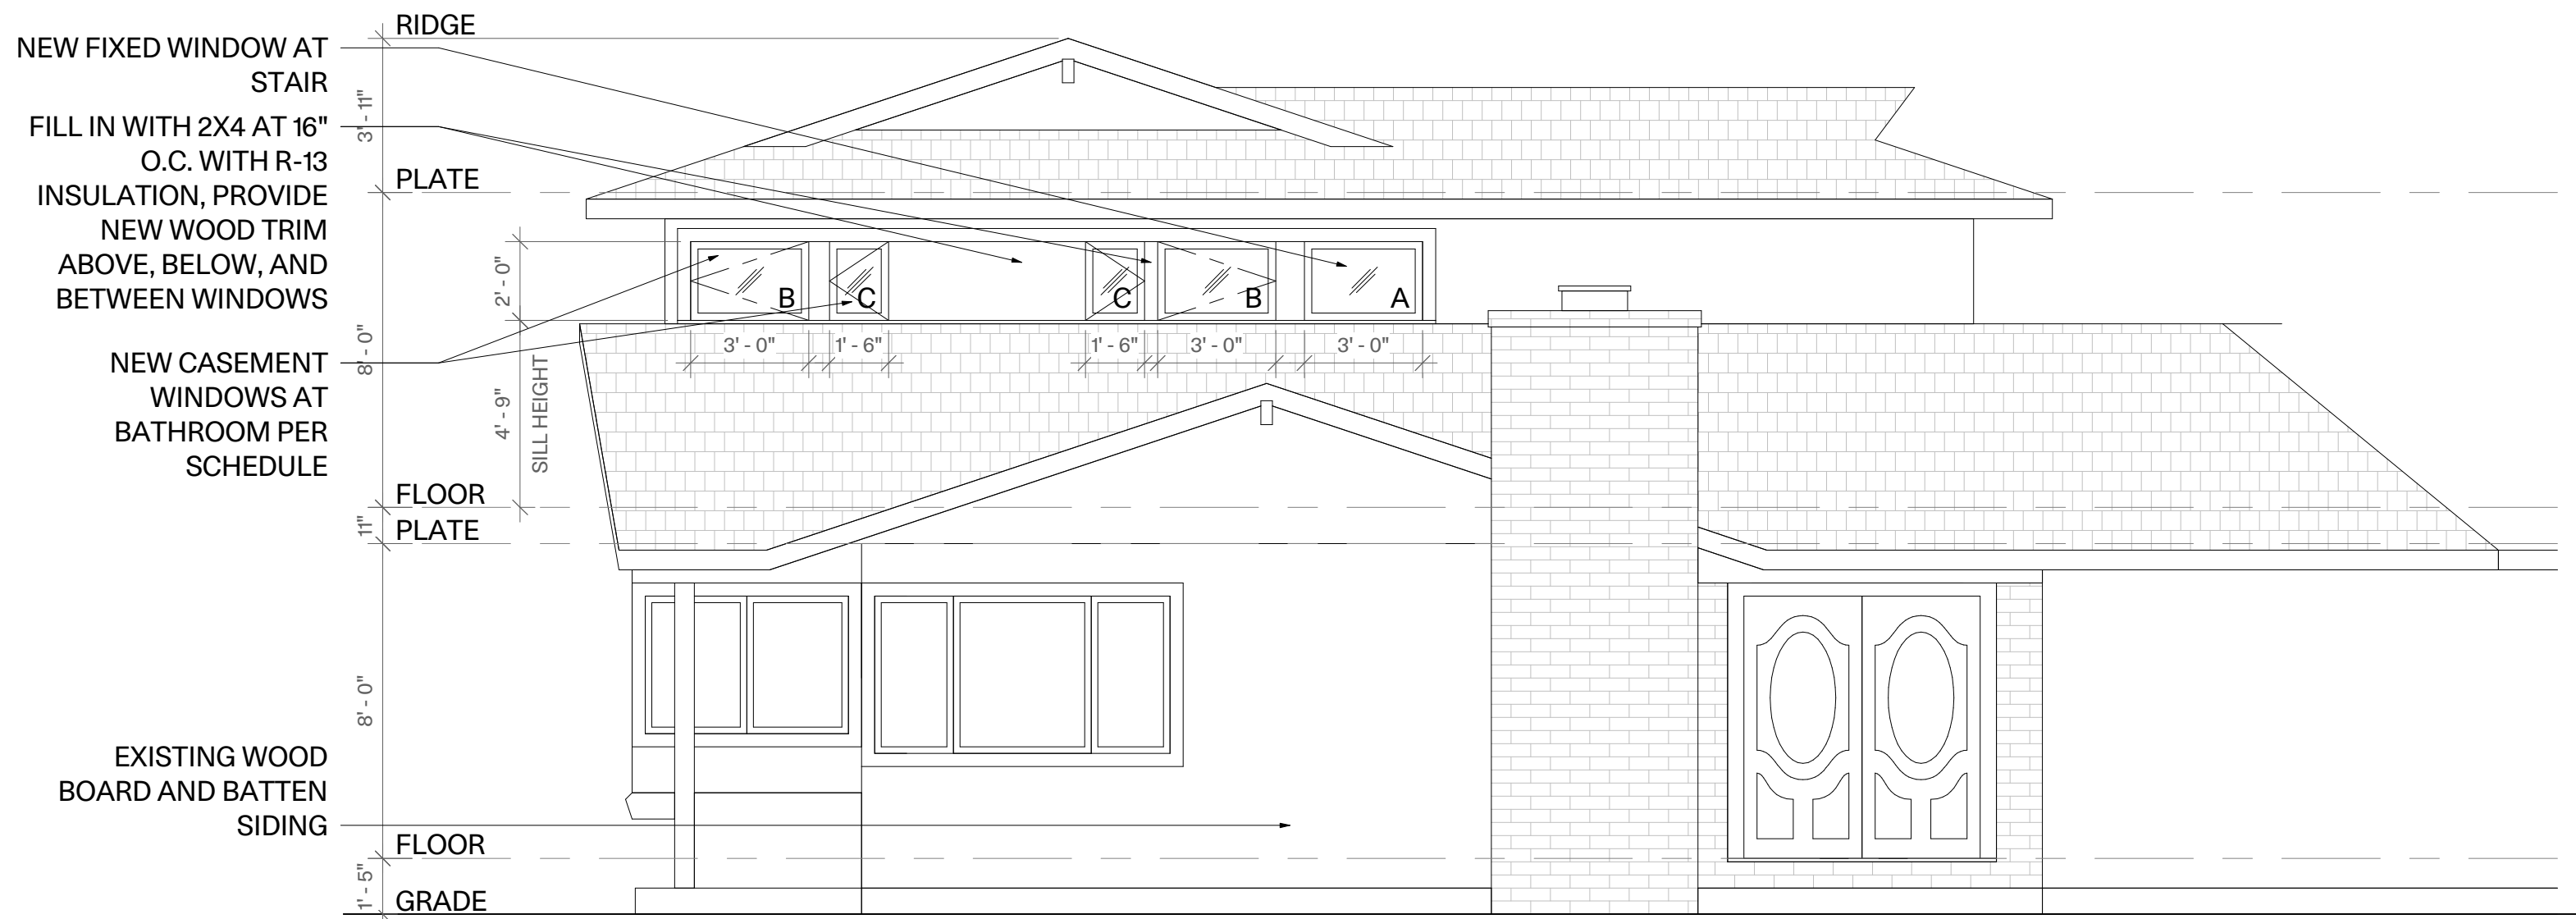 RIDGE
NEW FIXED WINDOW AT
STAIR
3' - 11"
FILL IN WITH 2X4 AT 16"
O.C. WITH R-13
INSULATION, PROVIDE
NEW WOOD TRIM
ABOVE, BELOW, AND
BETWEEN WINDOWS
PLATE
2' - 0"
B
C
C
B
A
3' - 0"
1' - 6"
1' - 6"
3' - 0"
3' - 0"
8' - 0"
NEW CASEMENT
WINDOWS AT
BATHROOM PER
SCHEDULE
4' - 9"
SILL HEIGHT
FLOOR
11"
PLATE
8' - 0"
EXISTING WOOD
BOARD AND BATTEN
SIDING
FLOOR
1' - 5"
GRADE